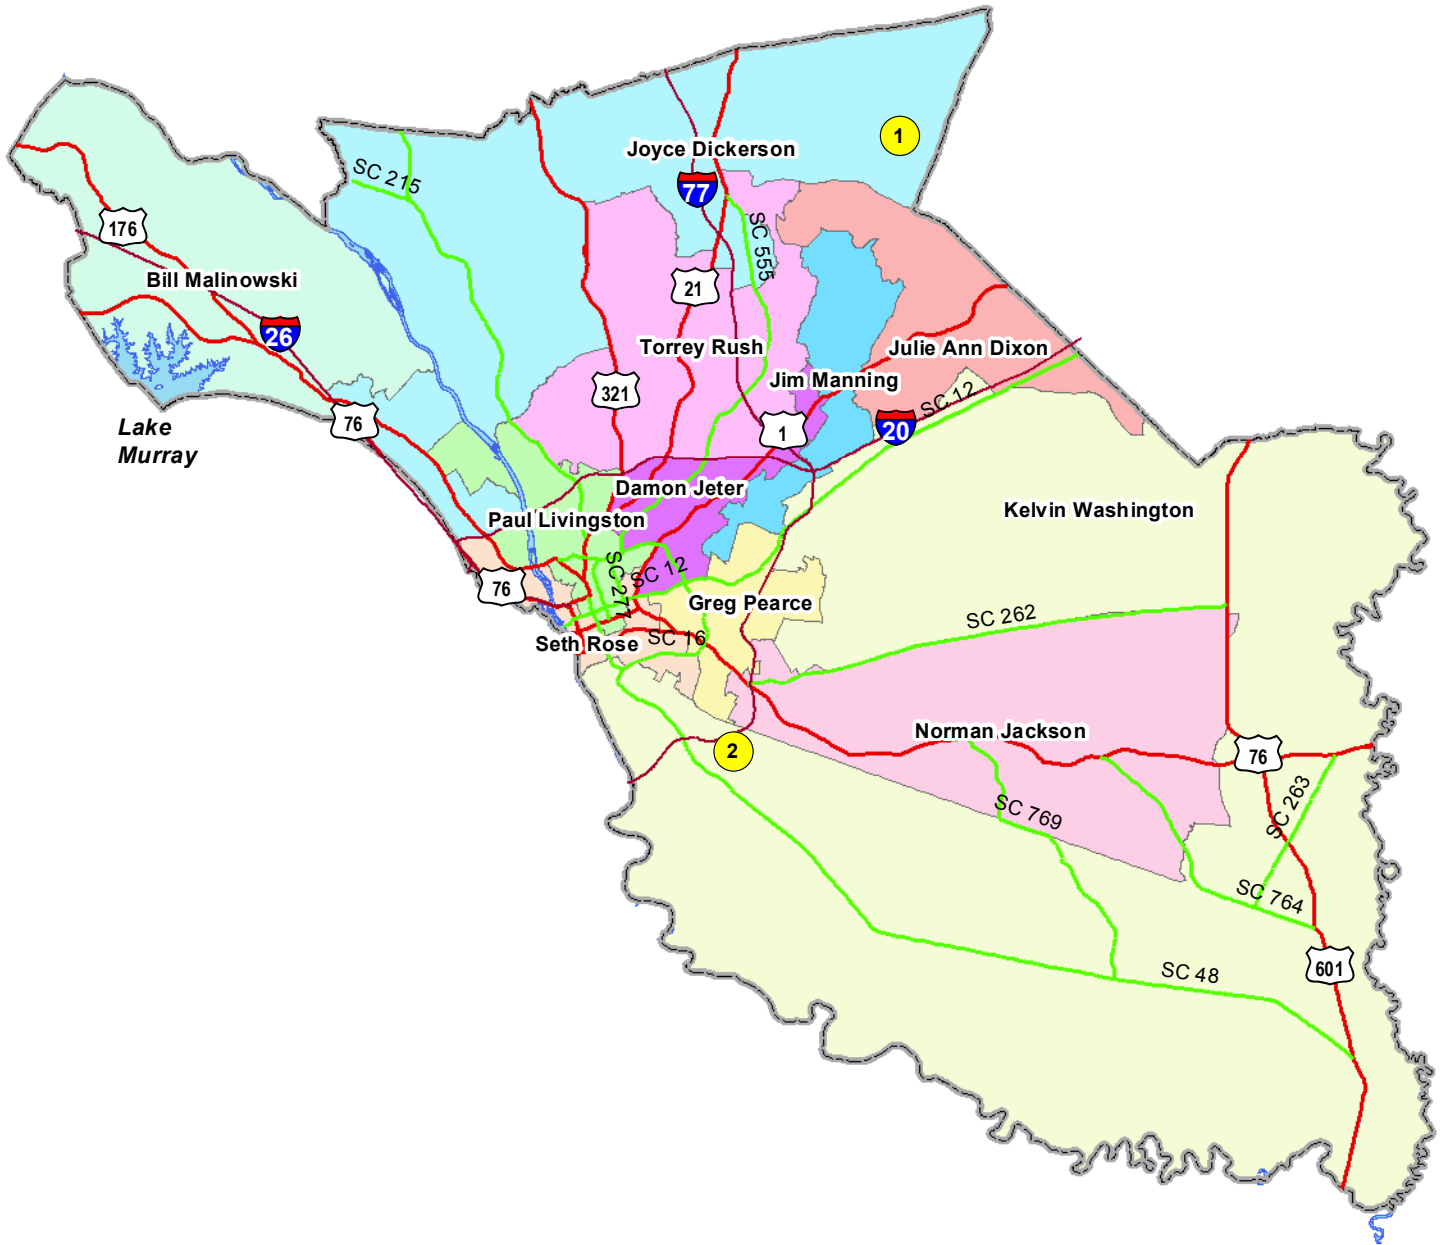 1
Joyce Dickerson
SC 215
77
176
SC 555
Bill Malinowski
21
26
Torrey Rush
Julie Ann Dixon
Jim Manning
321
SC 12
76
1
20
Lake
Murray
Damon Jeter
Kelvin Washington
Paul Livingston
SC 277
SC 12
76
Greg Pearce
SC 262
SC 16
Seth Rose
Norman Jackson
2
76
SC 263
SC 769
SC 764
601
SC 48